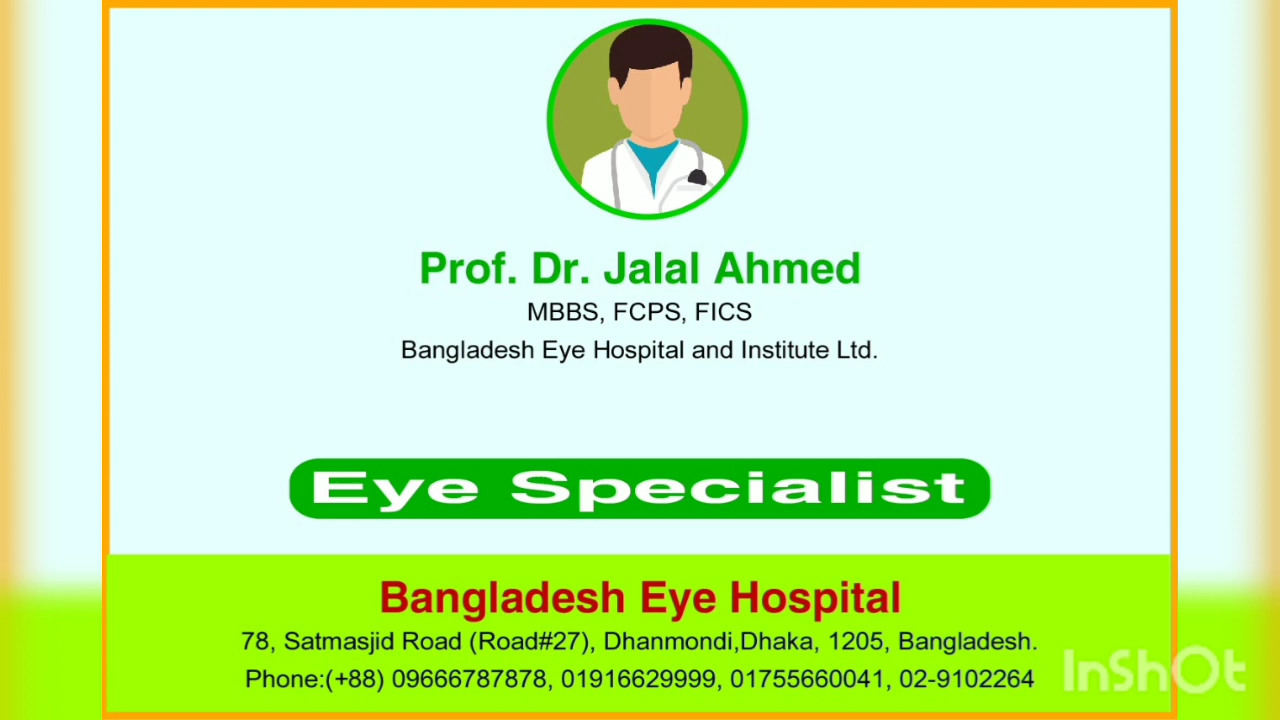 Prof. Dr. Jalal Ahmed
MBBS, FCPS, FICS
Bangladesh Eye Hospital and Institute Ltd.
Eye Specialist
Bangladesh Eye Hospital
78, Satmasjid Road (Road#27), Dhanmondi,Dhaka, 1205, Bangladesh.
Phone:(+88) 09666787878, 01916629999, 01755660041, 02-9102264
InShOt